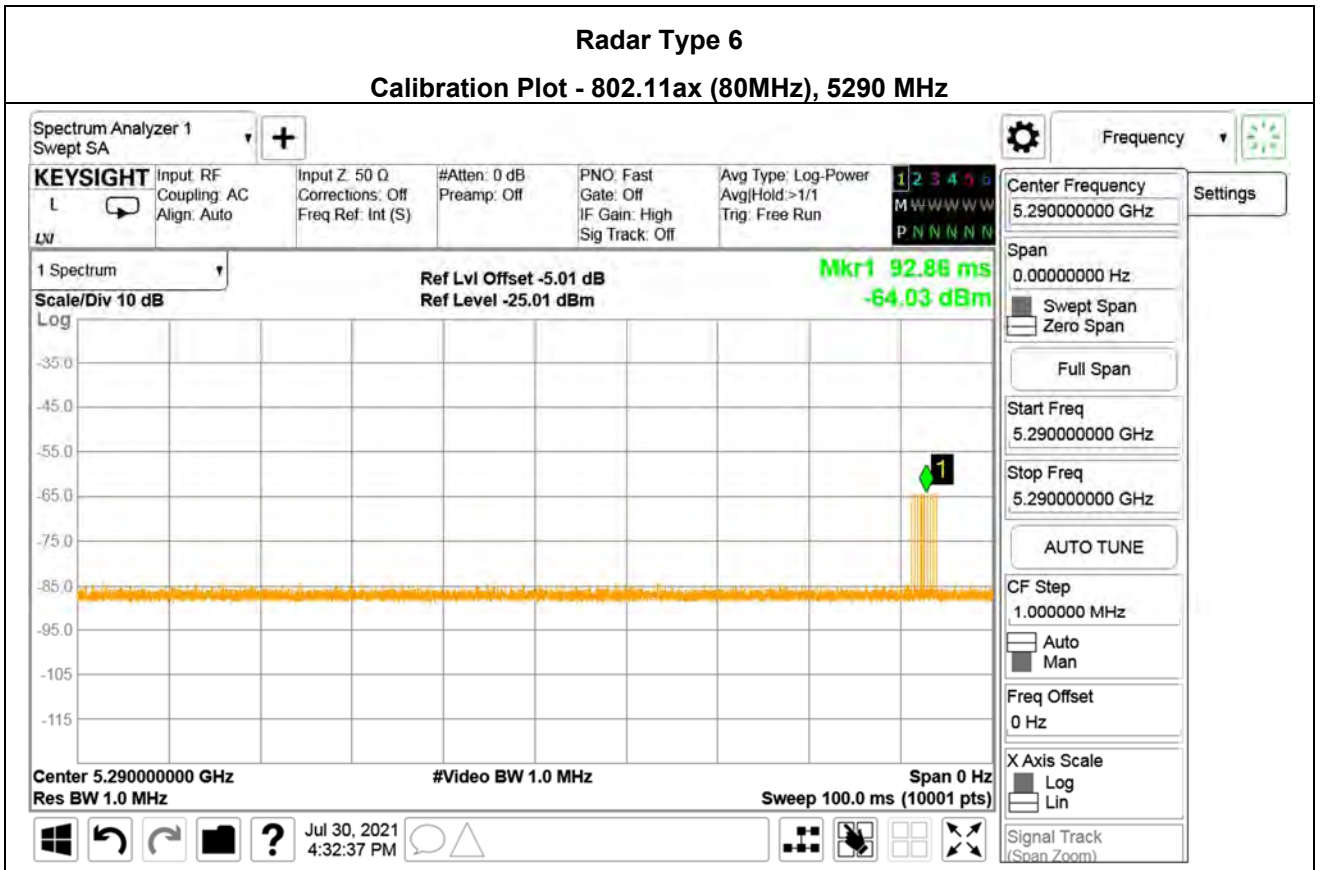 Radar Type 6
Calibration Plot - 802.11ax (80MHz), 5290 MHz
Spectrum Analyzer 1
Swept SA
+
Frequency
KEYSIGHT
L
LXI
Input: RF
Coupling: AC
Align: Auto
Input Z: 50 Ω
Corrections: Off
Freq Ref: Int (S)
#Atten: 0 dB
Preamp: Off
PNO: Fast
Gate: Off
IF Gain: High
Sig Track: Off
Avg Type: Log-Power
Avg|Hold:>1/1
Trig: Free Run
1 2 3 4 5 6
M W W W W W
P N N N N N
Settings
1 Spectrum
Scale/Div 10 dB
Log
Ref Lvl Offset -5.01 dB
Ref Level -25.01 dBm
Mkr1 92.86 ms
-64.03 dBm
-35.0
-45.0
-55.0
-65.0
-75.0
-85.0
-95.0
-105
-115
1
Center 5.290000000 GHz
Res BW 1.0 MHz
#Video BW 1.0 MHz
Span 0 Hz
Sweep 100.0 ms (10001 pts)
Center Frequency
5.290000000 GHz
Span
0.00000000 Hz
Swept Span
Zero Span
Full Span
Start Freq
5.290000000 GHz
Stop Freq
5.290000000 GHz
AUTO TUNE
CF Step
1.000000 MHz
Auto
Man
Freq Offset
0 Hz
X Axis Scale
Log
Lin
Signal Track
(Span Zoom)
?
Jul 30, 2021
4:32:37 PM